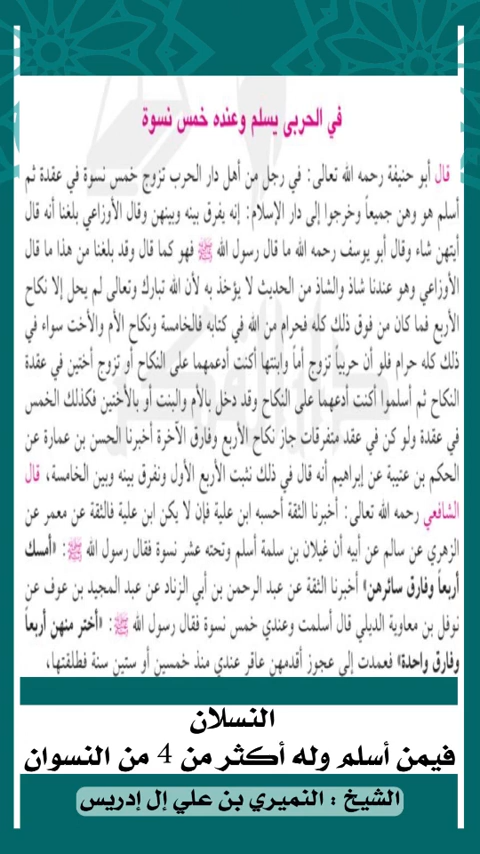 في الحربى يسلم وعنده خمس نسوة
قال أبو حنيفة رحمه الله تعالى: في رجل من أهل دار الحرب تزوج خمس نسوة في عقدة ثم
أسلم هو وهن جميعاً وخرجوا إلى دار الإسلام: إنه يفرق بينه وبينهن وقال الأوزاعي بلغنا أنه قال
أيتهن شاء وقال أبو يوسف رحمه الله ما قال رسول الله ﷺ فهو كما قال وقد بلغنا من هذا ما قال
الأوزاعي وهو عندنا شاذ والشاذ من الحديث لا يؤخذ به لأن الله تبارك وتعالى لم يحل إلا نكاح
الأربع فما كان من فوق ذلك كله فحرام من الله في كتابه فالخامسة ونكاح الأم والأخت سواء في
ذلك كله حرام فلو أن حربياً تزوج أماً وابنتها أكنت أدعمهما على النكاح أو تزوج أختين في عقدة
النكاح ثم أسلموا أكنت أدعهما على النكاح وقد دخل بالأم والبنت أو بالأختين فكذلك الخمس
في عقدة ولو كن في عقد متفرقات جاز نكاح الأربع وفارق الآخرة أخبرنا الحسن بن عمارة عن
الحكم بن عتيبة عن إبراهيم أنه قال في ذلك نثبت الأربع الأول ونفرق بينه وبين الخامسة، قال
الشافعي رحمه الله تعالى: أخبرنا الثقة أحسبه ابن علية فإن لا يكن ابن علية فالثقة عن معمر عن
الزهري عن سالم عن أبيه أن غيلان بن سلمة أسلم وتحته عشر نسوة فقال رسول الله ﷺ: «أمسك
أربعاً وفارق سائرهن» أخبرنا الثقة عن عبد الرحمن بن أبي الزناد عن عبد المجيد بن عوف عن
نوفل بن معاوية الديلي قال أسلمت وعندي خمس نسوة فقال رسول الله ﷺ: «أختر منهن أربعاً
وفارق واحدة» فعمدت إلى عجوز أقدمهن عاقر عندي منذ خمسين أو ستين سنة فطلقتها،
النسلان
فيمن أسلم وله أكثر من 4 من النسوان
الشيخ : النميري بن علي إل إدريس